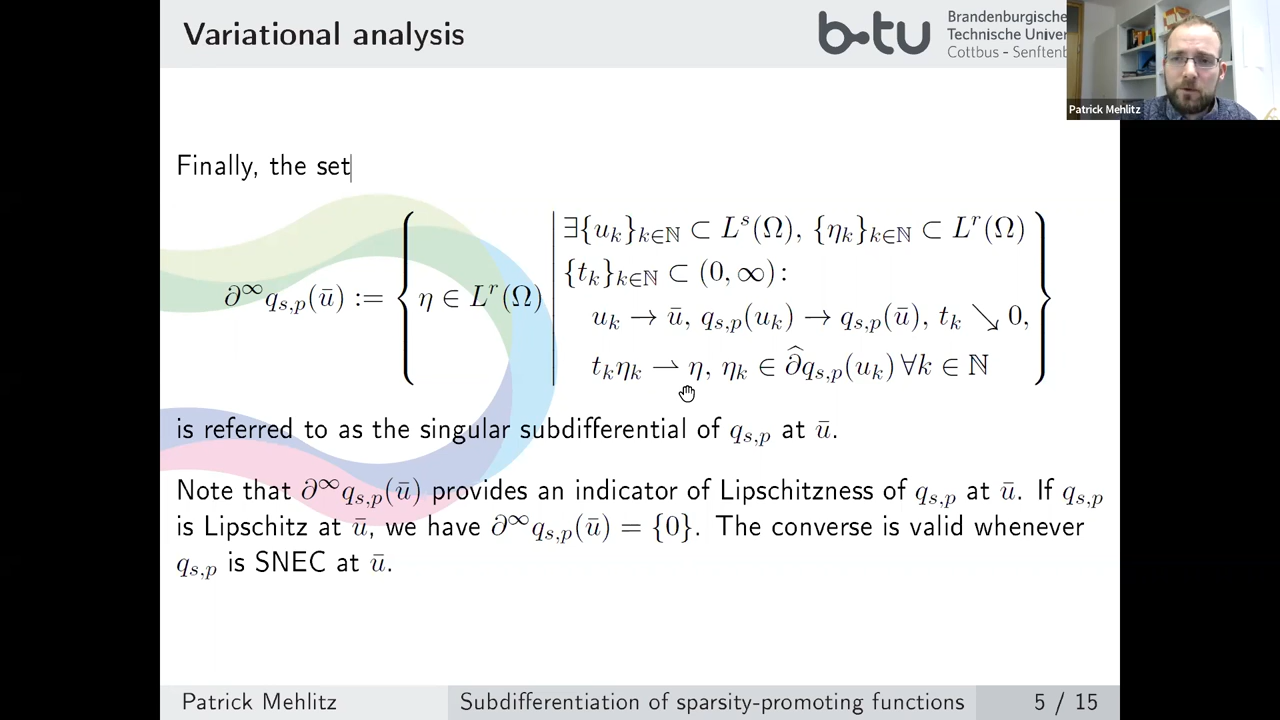 Variational analysis
b-tu
Brandenburgische
Technische Univer
Cottbus - Senftenb
Patrick Mehlitz
Finally, the set
∂^∞ q_{s,p}(ū) := { η ∈ L^r(Ω) | ∃{u_k}_{k∈ℕ} ⊂ L^s(Ω), {η_k}_{k∈ℕ} ⊂ L^r(Ω)
{t_k}_{k∈ℕ} ⊂ (0, ∞):
u_k → ū, q_{s,p}(u_k) → q_{s,p}(ū), t_k ↘ 0,
t_k η_k ⇀ η, η_k ∈ ∂̂q_{s,p}(u_k) ∀k ∈ ℕ }
is referred to as the singular subdifferential of q_{s,p} at ū.
Note that ∂^∞ q_{s,p}(ū) provides an indicator of Lipschitzness of q_{s,p} at ū. If q_{s,p}
is Lipschitz at ū, we have ∂^∞ q_{s,p}(ū) = {0}. The converse is valid whenever
q_{s,p} is SNEC at ū.
Patrick Mehlitz
Subdifferentiation of sparsity-promoting functions
5 / 15